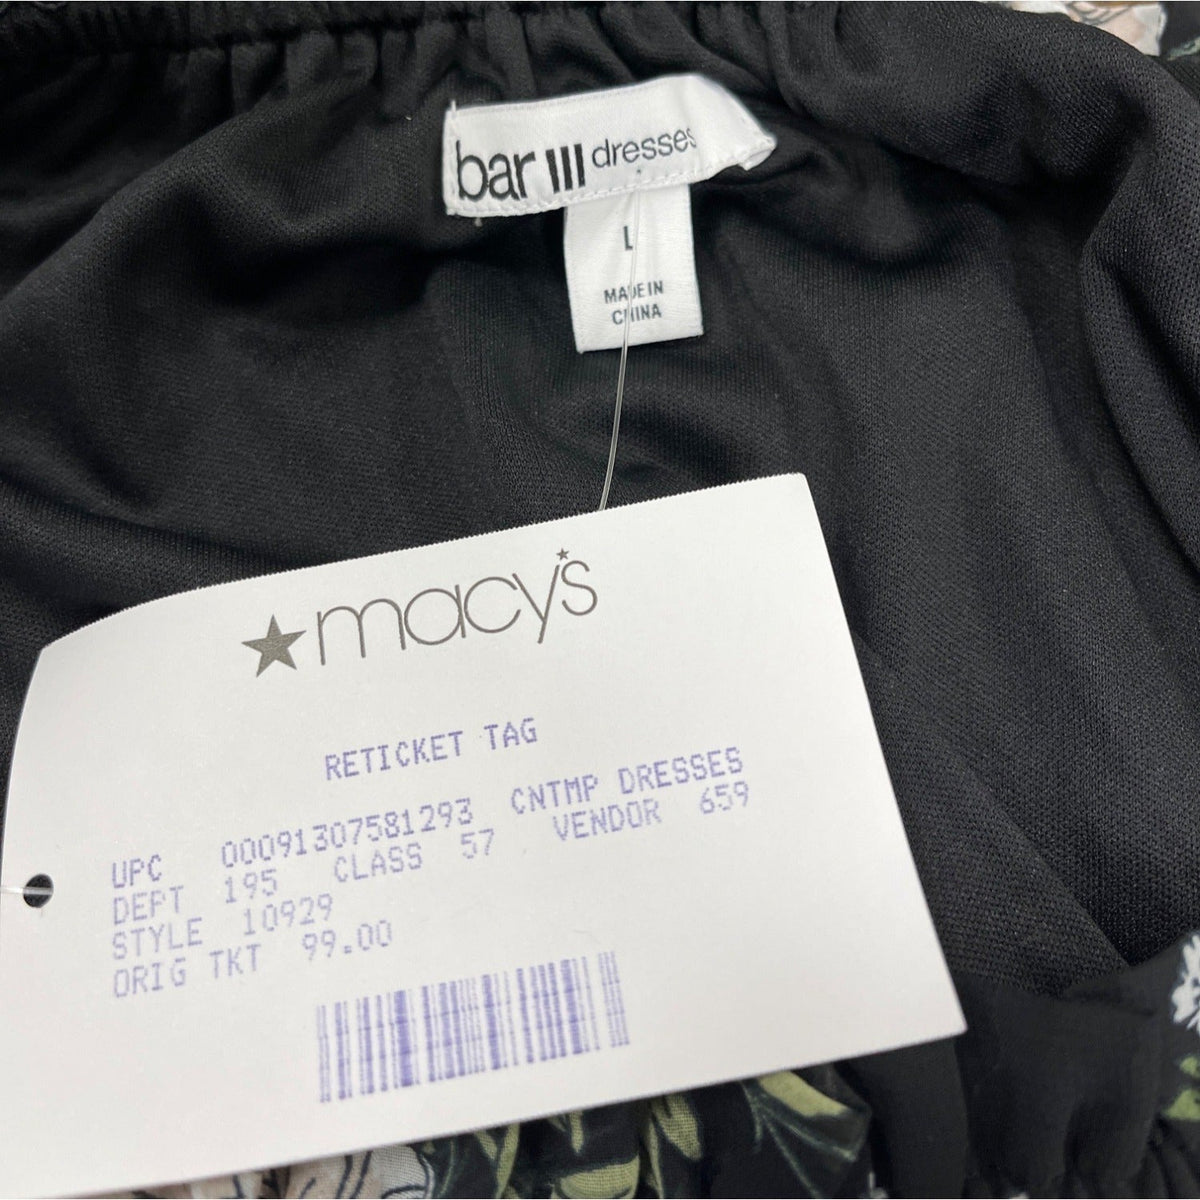 bar III dresses
L
MADE IN
CHINA
macy's
RETICKET TAG
UPC 00091307581293 CNTMP DRESSES
DEPT 195 CLASS 57 VENDOR 659
STYLE 10929
ORIG TKT 99.00